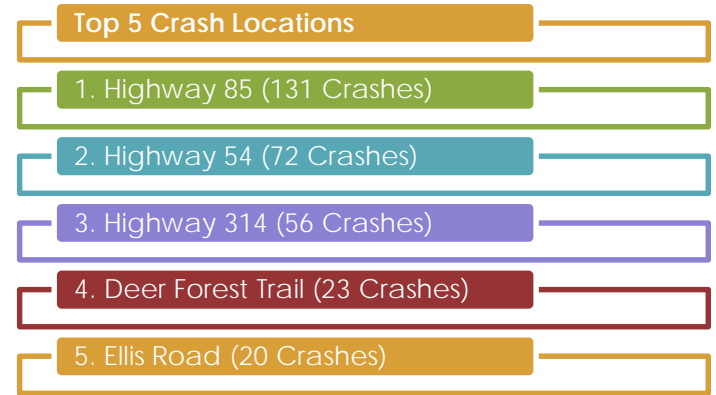 Top 5 Crash Locations
1. Highway 85 (131 Crashes)
2. Highway 54 (72 Crashes)
3. Highway 314 (56 Crashes)
4. Deer Forest Trail (23 Crashes)
5. Ellis Road (20 Crashes)